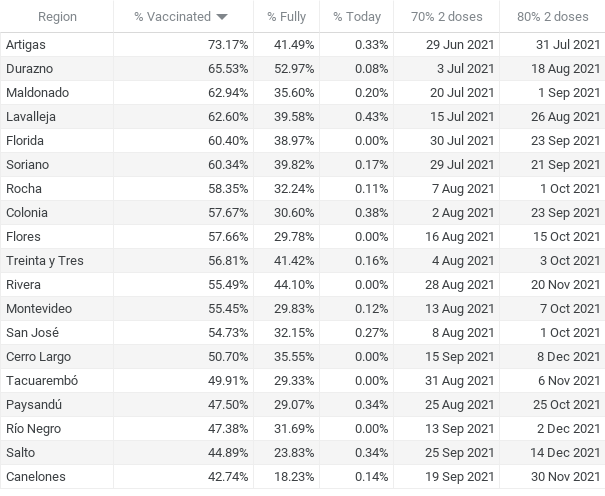 Region % Vaccinated % Fully % Today 70% 2 doses 80% 2 doses
Artigas 73.17% 41.49% 0.33% 29 Jun 2021 31 Jul 2021
Durazno 65.53% 52.97% 0.08% 3 Jul 2021 18 Aug 2021
Maldonado 62.94% 35.60% 0.20% 20 Jul 2021 1 Sep 2021
Lavalleja 62.60% 39.58% 0.43% 15 Jul 2021 26 Aug 2021
Florida 60.40% 38.97% 0.00% 30 Jul 2021 23 Sep 2021
Soriano 60.34% 39.82% 0.17% 29 Jul 2021 21 Sep 2021
Rocha 58.35% 32.24% 0.11% 7 Aug 2021 1 Oct 2021
Colonia 57.67% 30.60% 0.38% 2 Aug 2021 23 Sep 2021
Flores 57.66% 29.78% 0.00% 16 Aug 2021 15 Oct 2021
Treinta y Tres 56.81% 41.42% 0.16% 4 Aug 2021 3 Oct 2021
Rivera 55.49% 44.10% 0.00% 28 Aug 2021 20 Nov 2021
Montevideo 55.45% 29.83% 0.12% 13 Aug 2021 7 Oct 2021
San José 54.73% 32.15% 0.27% 8 Aug 2021 1 Oct 2021
Cerro Largo 50.70% 35.55% 0.00% 15 Sep 2021 8 Dec 2021
Tacuarembó 49.91% 29.33% 0.00% 31 Aug 2021 6 Nov 2021
Paysandú 47.50% 29.07% 0.34% 25 Aug 2021 25 Oct 2021
Río Negro 47.38% 31.69% 0.00% 13 Sep 2021 2 Dec 2021
Salto 44.89% 23.83% 0.34% 25 Sep 2021 14 Dec 2021
Canelones 42.74% 18.23% 0.14% 19 Sep 2021 30 Nov 2021